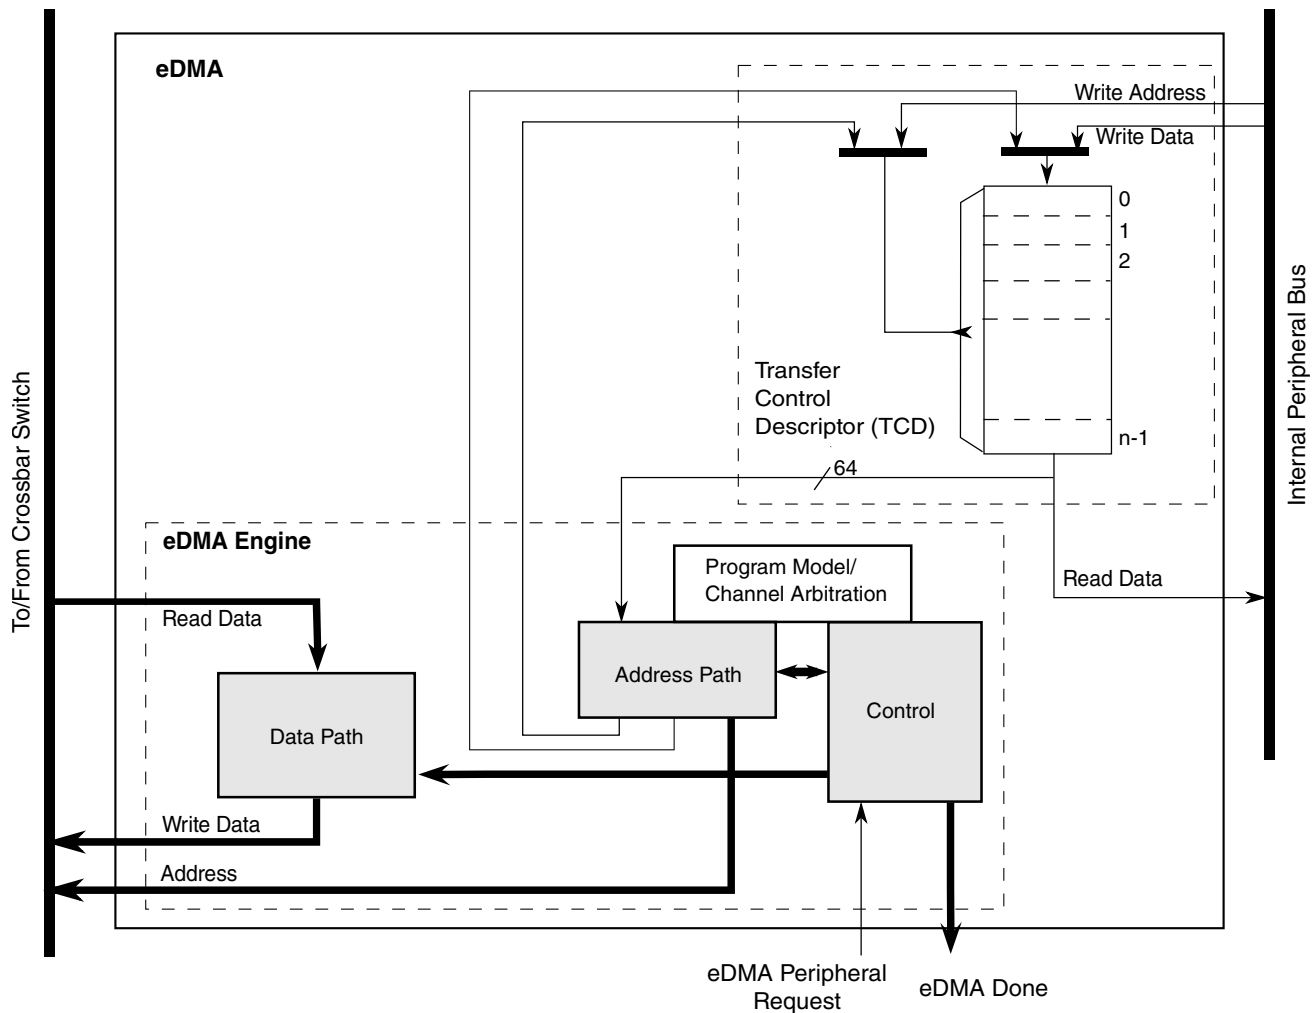 eDMA
Write Address
Write Data
0
1
2
n-1
Transfer
Control
Descriptor (TCD)
64
eDMA Engine
Program Model/
Channel Arbitration
Read Data
Read Data
Address Path
Control
Data Path
Write Data
Address
eDMA Peripheral
Request
eDMA Done
To/From Crossbar Switch
Internal Peripheral Bus